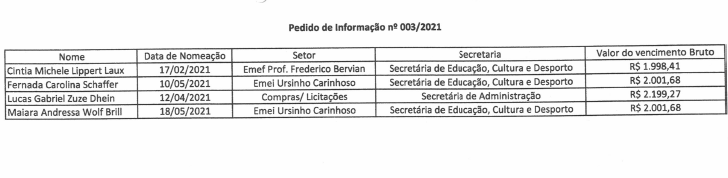 Pedido de Informação nº 003/2021
Nome Data de Nomeação Setor Secretaria Valor do vencimento Bruto
Cintia Michele Lippert Laux 17/02/2021 Emef Prof. Frederico Bervian Secretária de Educação, Cultura e Desporto R$ 1.998,41
Fernada Carolina Schaffer 10/05/2021 Emei Ursinho Carinhoso Secretária de Educação, Cultura e Desporto R$ 2.001,68
Lucas Gabriel Zuze Dhein 12/04/2021 Compras/ Licitações Secretária de Administração R$ 2.199,27
Maiara Andressa Wolf Brill 18/05/2021 Emei Ursinho Carinhoso Secretária de Educação, Cultura e Desporto R$ 2.001,68